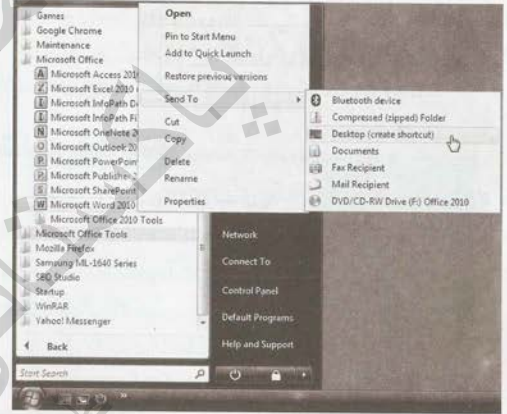 Games
Google Chrome
Maintenance
Microsoft Office
Microsoft Access 201
Microsoft Excel 2010
Microsoft InfoPath De
Microsoft InfoPath Fi
Microsoft OneNote 2
Microsoft Outlook 20
Microsoft PowerPoin
Microsoft Publisher 2
Microsoft SharePoint
Microsoft Word 2010
Microsoft Office 2010 Tools
Microsoft Office Tools
Mozilla Firefox
Samsung ML-1640 Series
SBD Studio
Startup
WinRAR
Yahoo! Messenger
Back
Start Search
Open
Pin to Start Menu
Add to Quick Launch
Restore previous versions
Send To
Cut
Copy
Delete
Rename
Properties
Bluetooth device
Compressed (zipped) Folder
Desktop (create shortcut)
Documents
Fax Recipient
Mail Recipient
DVD/CD-RW Drive (F:) Office 2010
Network
Connect To
Control Panel
Default Programs
Help and Support